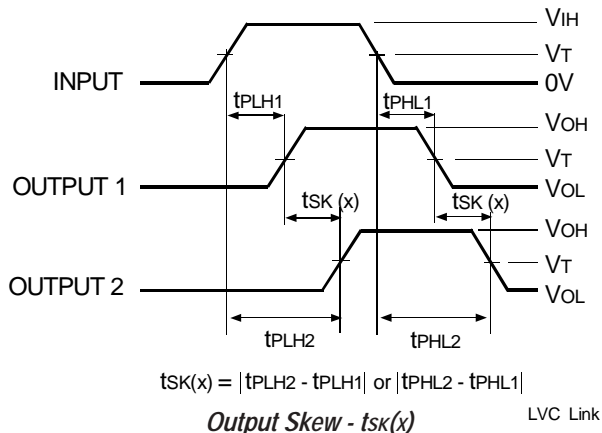 VIH
VT
INPUT
0V
tPLH1
tPHL1
VOH
VT
OUTPUT 1
VOL
tSK (x)
tSK (x)
VOH
VT
OUTPUT 2
VOL
tPLH2
tPHL2
tSK(x) = |tPLH2 - tPLH1| or |tPHL2 - tPHL1|
Output Skew - tSK(x)
LVC Link